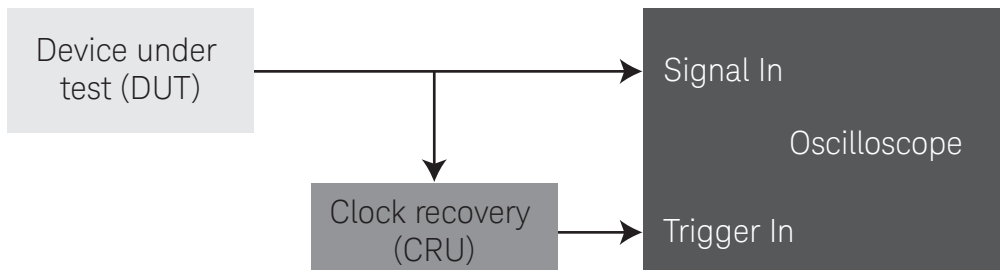 Device under
test (DUT)
Signal In
Oscilloscope
Clock recovery
(CRU)
Trigger In